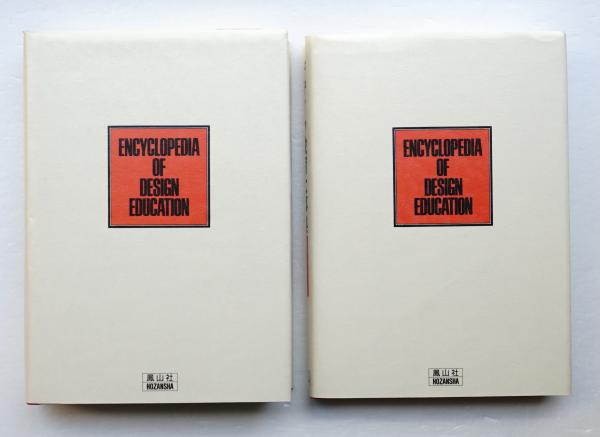 ENCYCLOPEDIA
OF
DESIGN
EDUCATION
鳳山社
HOZANSHA
ENCYCLOPEDIA
OF
DESIGN
EDUCATION
鳳山社
HOZANSHA